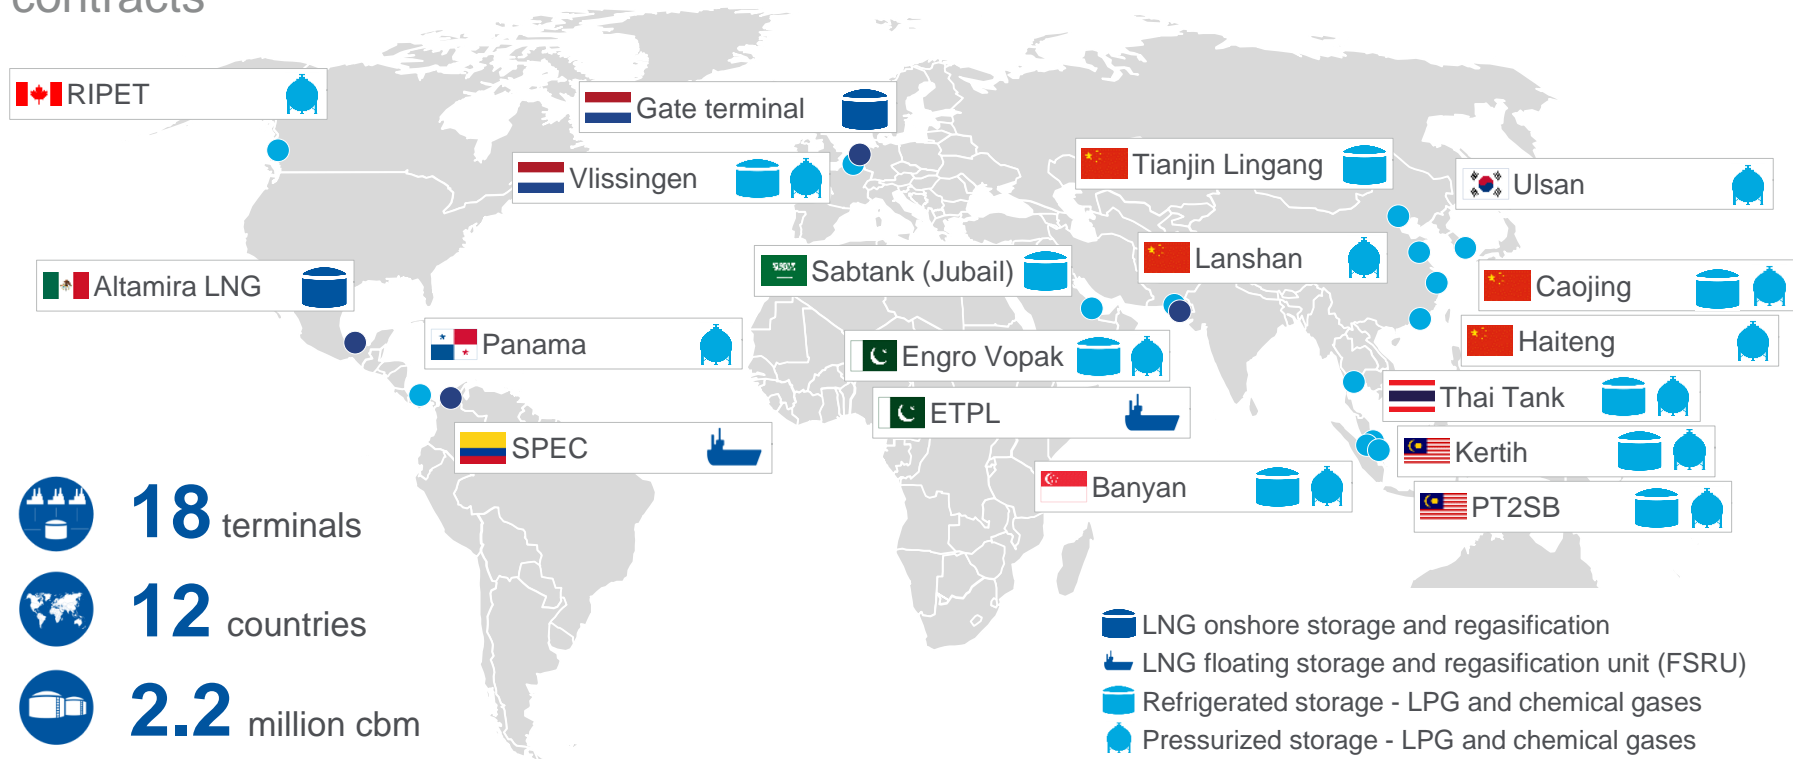 contracts
RIPET
Gate terminal
Vlissingen
Tianjin Lingang
Ulsan
Altamira LNG
Sabtank (Jubail)
Lanshan
Caojing
Panama
Engro Vopak
Haiteng
ETPL
Thai Tank
SPEC
Kertih
Banyan
PT2SB
18 terminals
12 countries
2.2 million cbm
LNG onshore storage and regasification
LNG floating storage and regasification unit (FSRU)
Refrigerated storage - LPG and chemical gases
Pressurized storage - LPG and chemical gases